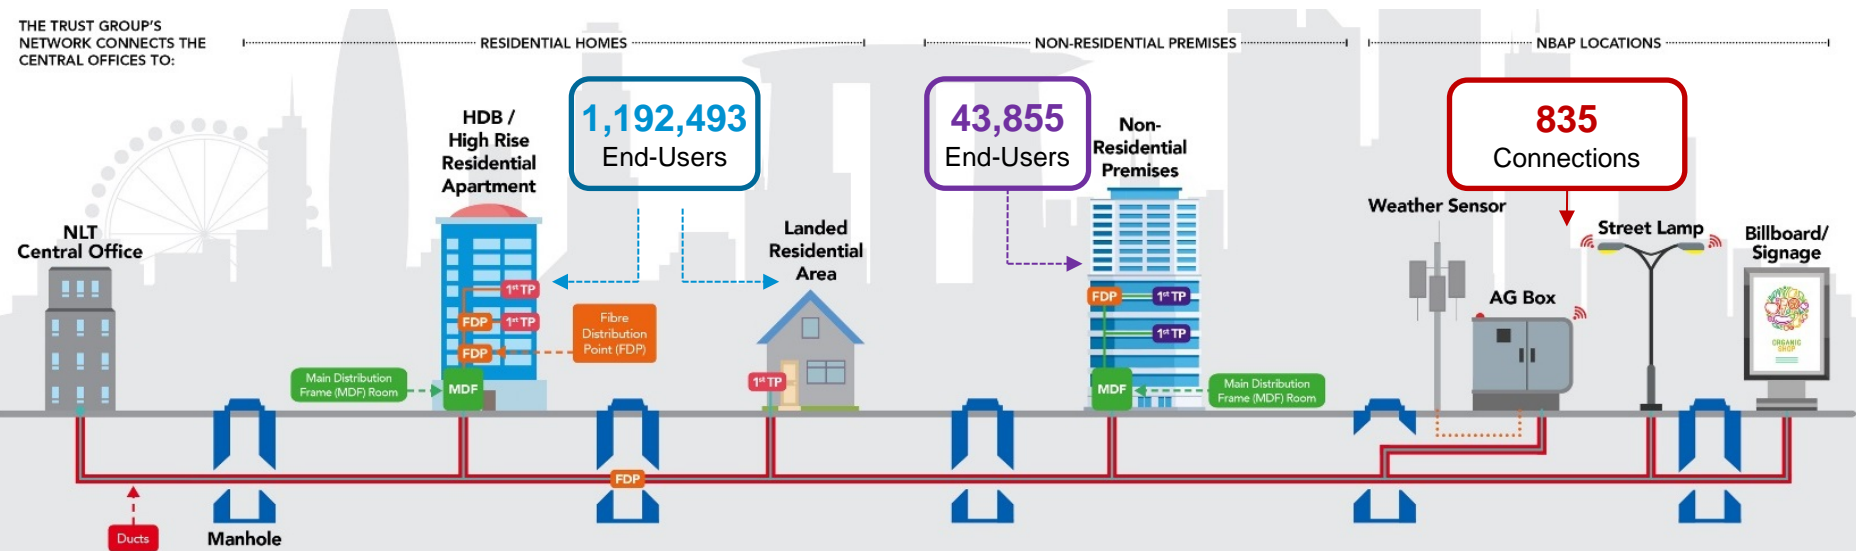 THE TRUST GROUP'S
NETWORK CONNECTS THE
CENTRAL OFFICES TO:
RESIDENTIAL HOMES
NON-RESIDENTIAL PREMISES
NBAP LOCATIONS
HDB /
High Rise
Residential
Apartment
1,192,493
End-Users
43,855
End-Users
Non-
Residential
Premises
835
Connections
NLT
Central Office
Landed
Residential
Area
Weather Sensor
Street Lamp
Billboard/
Signage
AG Box
1st TP
FDP
1st TP
FDP
Fibre
Distribution
Point (FDP)
Main Distribution
Frame (MDF) Room
MDF
1st TP
FDP
1st TP
1st TP
MDF
Main Distribution
Frame (MDF) Room
ORGANIC
SHOP
FDP
Ducts
Manhole